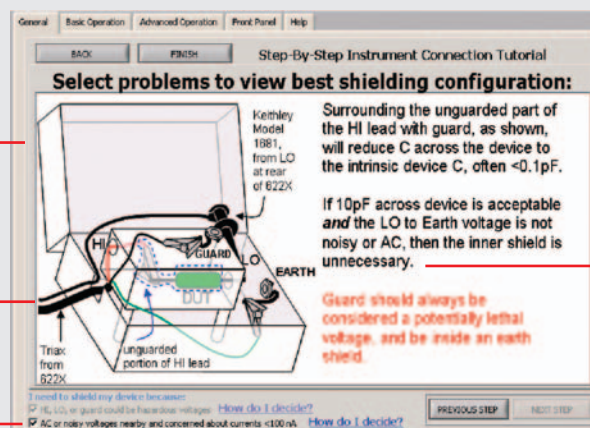 General Basic Operation Advanced Operation Front Panel Help
BACK FINISH Step-By-Step Instrument Connection Tutorial
Select problems to view best shielding configuration:
Keithley
Model
1681,
from LO
at rear
of 622X
HI
GUARD
LO
EARTH
DUT
Triax
from
622X
unguarded
portion of HI lead
Surrounding the unguarded part of
the HI lead with guard, as shown,
will reduce C across the device to
the intrinsic device C, often <0.1pF.
If 10pF across device is acceptable
and the LO to Earth voltage is not
noisy or AC, then the inner shield is
unnecessary.
Guard should always be
considered a potentially lethal
voltage, and be inside an earth
shield.
I need to shield my device because:
HI, LO, or guard could be hazardous voltages How do I decide?
AC or noisy voltages nearby and concerned about currents <100 nA How do I decide?
PREVIOUS STEP NEXT STEP